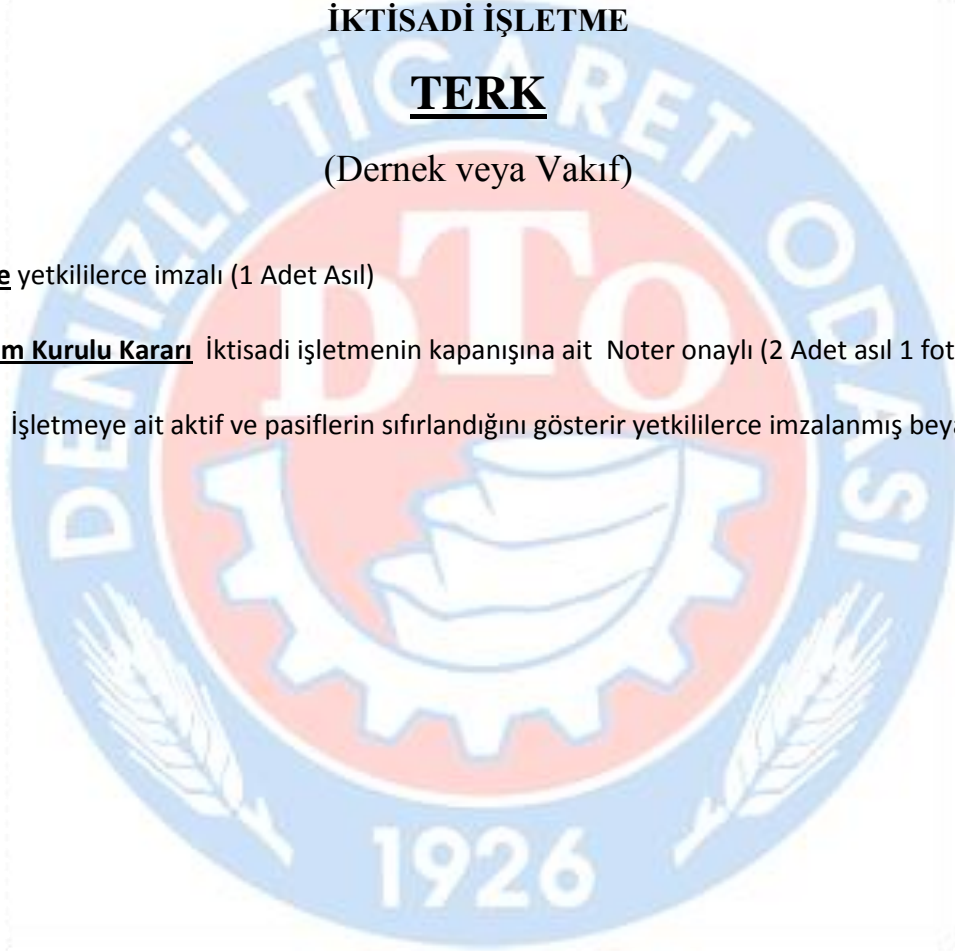 İKTİSADİ İŞLETME
TERK
(Dernek veya Vakıf)
e yetkililerce imzalı (1 Adet Asıl)
m Kurulu Kararı İktisadi işletmenin kapanışına ait Noter onaylı (2 Adet asıl 1 fot
İşletmeye ait aktif ve pasiflerin sıfırlandığını gösterir yetkililerce imzalanmış beya
DENİZLİ TİCARET ODASI
DTO
1926